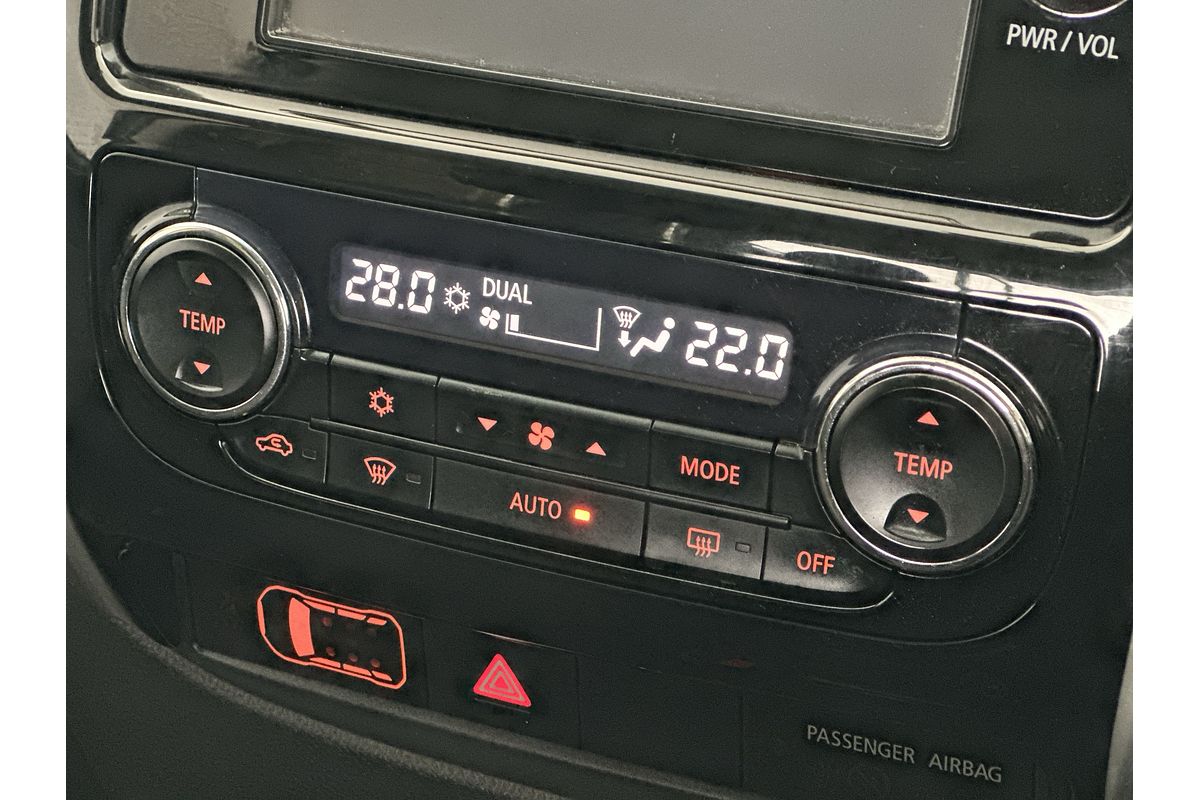 PWR / VOL
28.0 DUAL 22.0
TEMP
TEMP
MODE
AUTO
OFF
PASSENGER AIRBAG